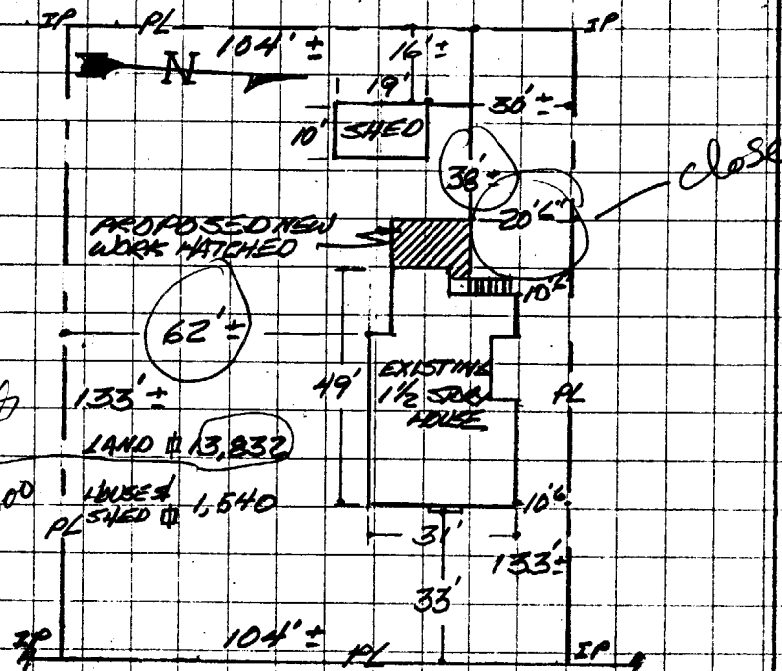 IP PL 104'± IP
N
16'±
19'
30'±
10' SHED
38'±
close
20'6"
PROPOSED NEW
WORK HATCHED
10'2"
62'±
49'
EXISTING
1½ STORY
HOUSE
133'±
PL
LAND ⏍ 13,832
00
HOUSE &
SHED ⏍ 1,540
10'6"
PL
31'
133'±
33'
104'±
IP PL IP